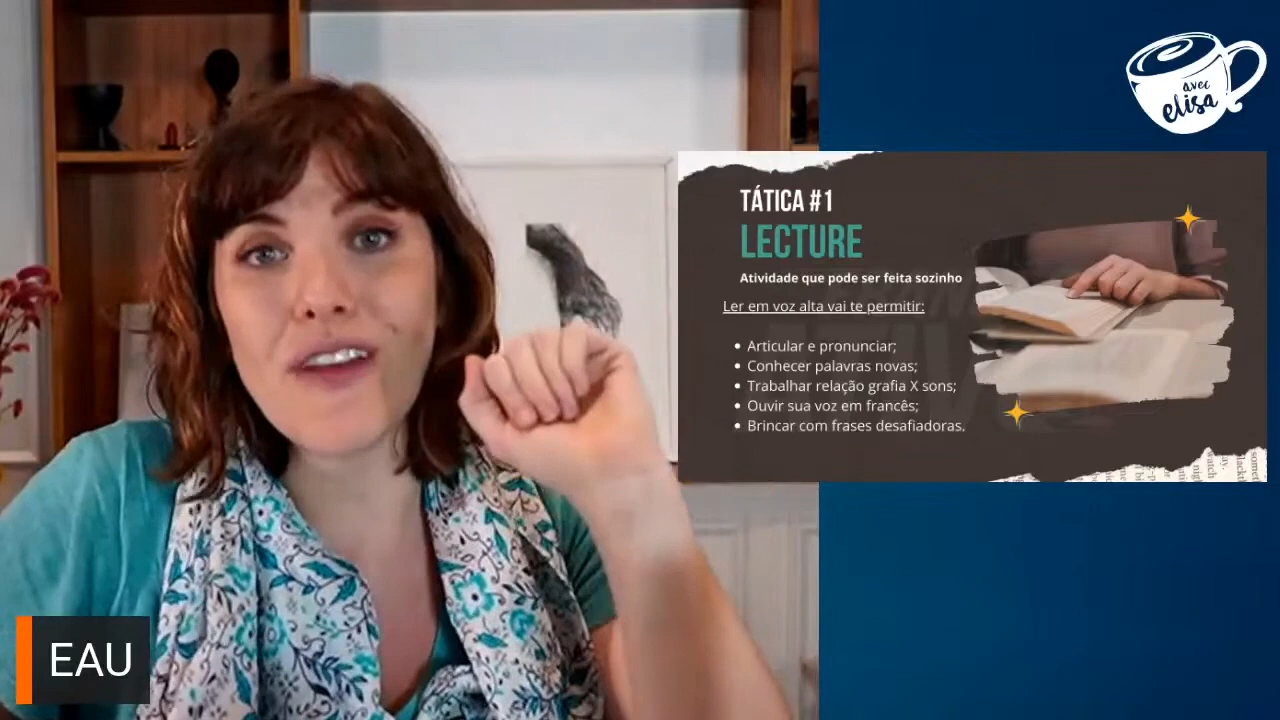 avec
elisa
TÁTICA #1
LECTURE
Atividade que pode ser feita sozinho
Ler em voz alta vai te permitir:
• Articular e pronunciar;
• Conhecer palavras novas;
• Trabalhar relação grafia X sons;
• Ouvir sua voz em francês;
• Brincar com frases desafiadoras.
EAU